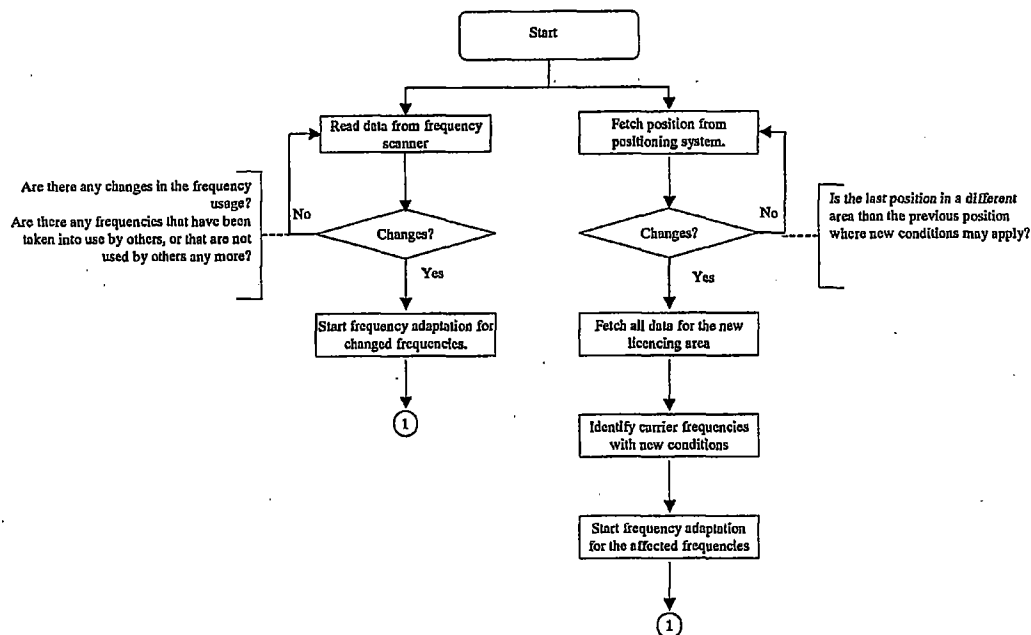 Start
Read data from frequency
scanner
Fetch position from
positioning system.
Are there any changes in the frequency
usage?
Are there any frequencies that have been
taken into use by others, or that are not
used by others any more?
No
Changes?
Yes
Changes?
No
Yes
Is the last position in a different
area than the previous position
where new conditions may apply?
Start frequency adaptation for
changed frequencies.
Fetch all data for the new
licencing area
1
Identify carrier frequencies
with new conditions
Start frequency adaptation
for the affected frequencies
1